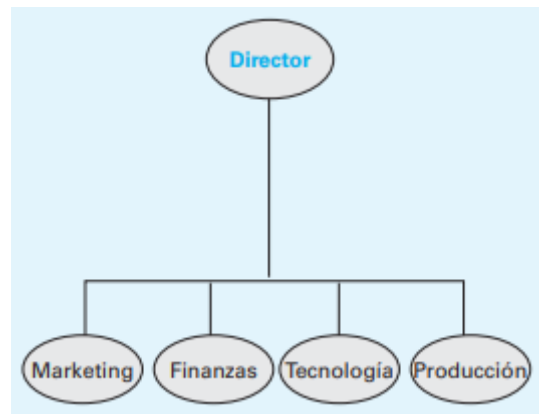 Director
Marketing
Finanzas
Tecnología
Producción